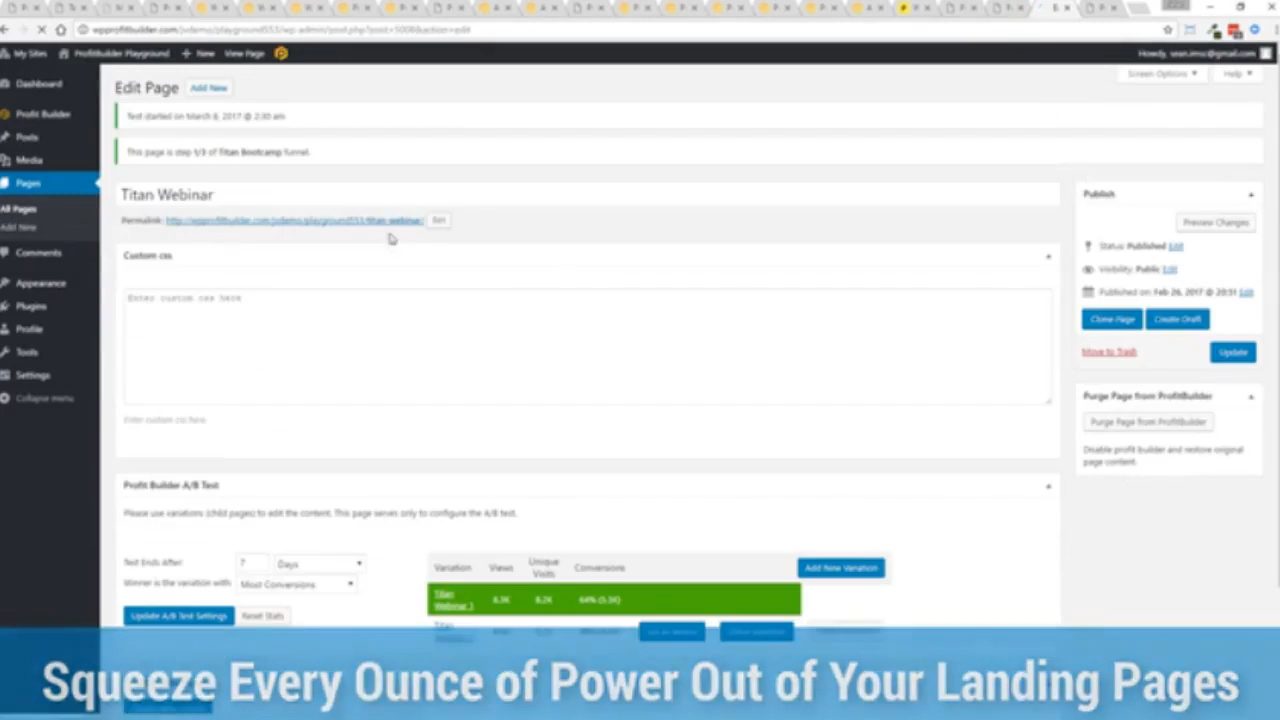 wpprofitbuilder.com/jvdemo/playground553/wp-admin/post.php?post=5006&action=edit
My Sites ProfitBuilder Playground + New View Page
Howdy, sean.imsc@gmail.com
Dashboard
Profit Builder
Posts
Media
Pages
All Pages
Add New
Comments
Appearance
Plugins
Profile
Tools
Settings
Collapse menu
Edit Page Add New
Screen Options Help
Test started on March 8, 2017 @ 2:30 am
This page is step 1/3 of Titan Bootcamp funnel.
Titan Webinar
Permalink: http://wpprofitbuilder.com/jvdemo/playground553/titan-webinar/ Edit
Custom css
Enter custom css here
Enter custom css here
Publish
Preview Changes
Status: Published Edit
Visibility: Public Edit
Published on: Feb 26, 2017 @ 20:51 Edit
Clone Page Create Draft
Move to Trash Update
Purge Page from ProfitBuilder
Purge Page from ProfitBuilder
Disable profit builder and restore original
page content.
Profit Builder A/B Test
Please use variations (child pages) to edit the content. This page serves only to configure the A/B test.
Test Ends After: 7 Days
Winner is the variation with: Most Conversions
Update A/B Test Settings Reset Stats
Variation Views Unique Visits Conversions Add New Variation
Titan Webinar 1 8.3K 8.2K 64% (5.3K)
Titan
Squeeze Every Ounce of Power Out of Your Landing Pages